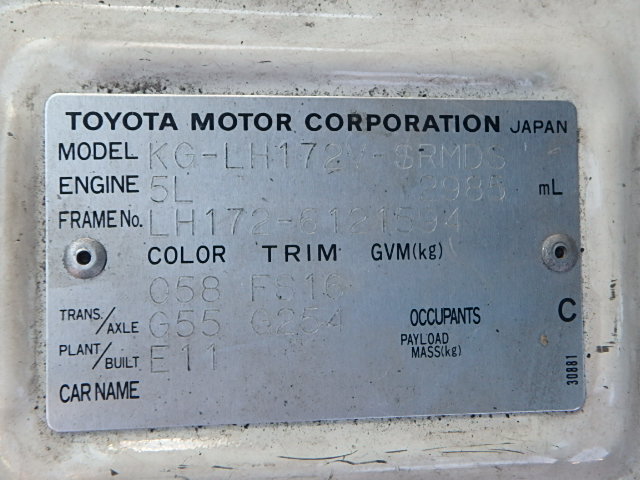 TOYOTA MOTOR CORPORATION JAPAN
MODEL KG-LH172V-SRMDS
ENGINE 5L 2985 mL
FRAME No. LH172-6121594
COLOR TRIM GVM(kg)
058 FS16
TRANS./AXLE G55 G254 OCCUPANTS C
PLANT/BUILT E11 PAYLOAD MASS(kg)
CAR NAME
30881